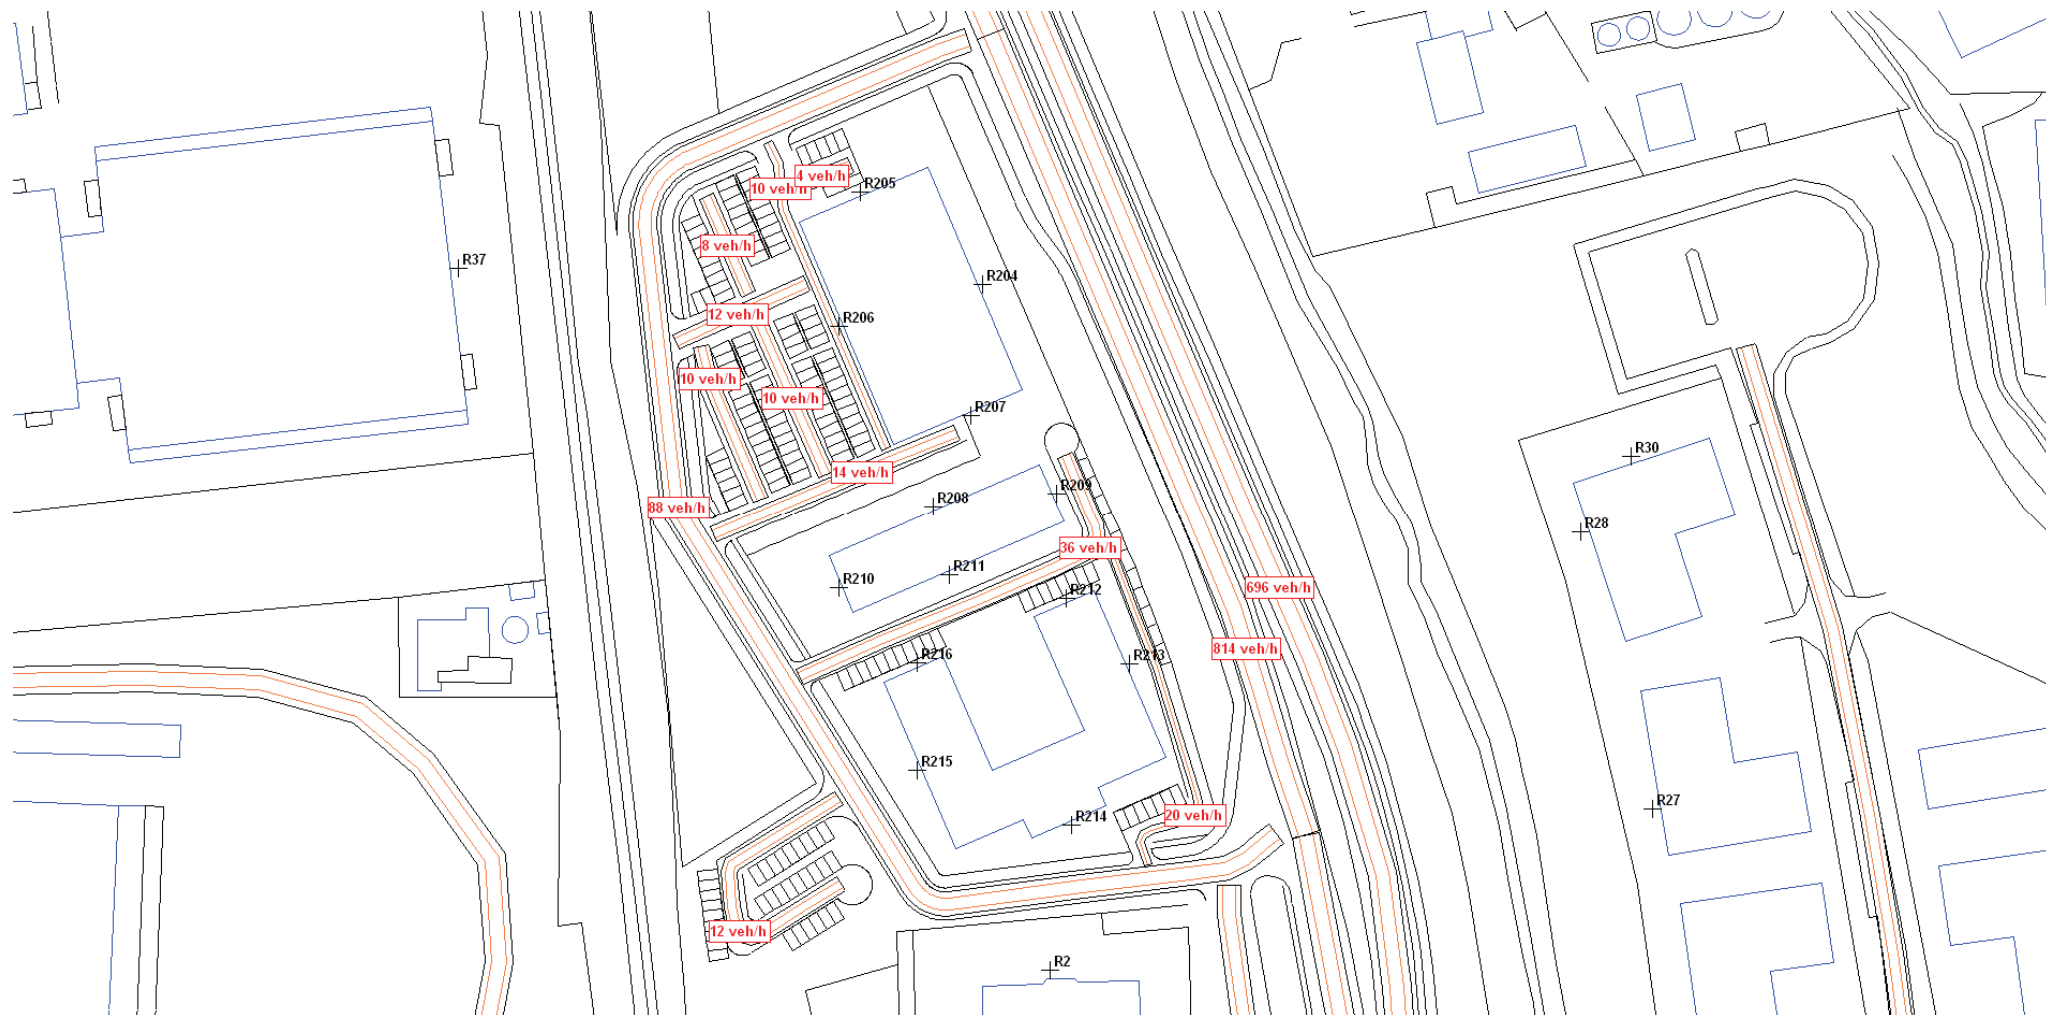 4 veh/h
10 veh/h
R205
8 veh/h
R37
R204
12 veh/h
R206
10 veh/h
10 veh/h
R207
R30
14 veh/h
R209
R208
88 veh/h
R28
36 veh/h
R211
R210
696 veh/h
R212
814 veh/h
R213
R216
R215
R27
20 veh/h
R214
12 veh/h
R2